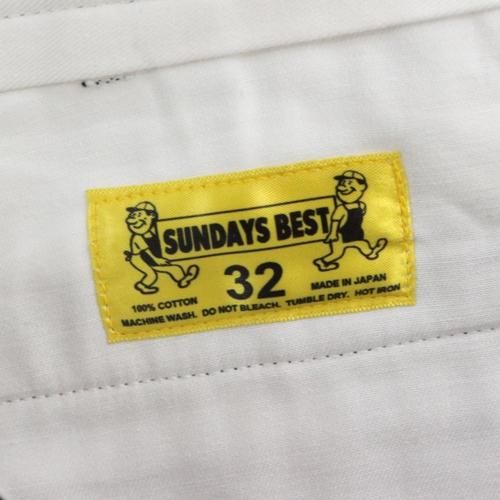 SUNDAYS BEST
32
100% COTTON
MADE IN JAPAN
MACHINE WASH. DO NOT BLEACH. TUMBLE DRY. HOT IRON